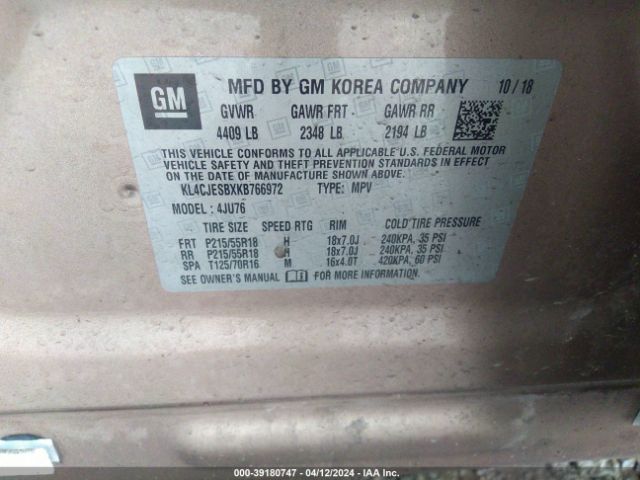 GM
MFD BY GM KOREA COMPANY 10 / 18
GVWR GAWR FRT GAWR RR
4409 LB 2348 LB 2194 LB
THIS VEHICLE CONFORMS TO ALL APPLICABLE U.S. FEDERAL MOTOR
VEHICLE SAFETY AND THEFT PREVENTION STANDARDS IN EFFECT
ON THE DATE OF MANUFACTURE SHOWN ABOVE.
KL4CJESBXKB766972 TYPE: MPV
MODEL : 4JU76
TIRE SIZE SPEED RTG RIM COLD TIRE PRESSURE
FRT P215/55R18 H 18x7.0J 240KPA, 35 PSI
RR P215/55R18 H 18x7.0J 240KPA, 35 PSI
SPA T125/70R16 M 16x4.0T 420KPA, 60 PSI
SEE OWNER'S MANUAL FOR MORE INFORMATION.
000-39180747 - 04/12/2024 - IAA Inc.